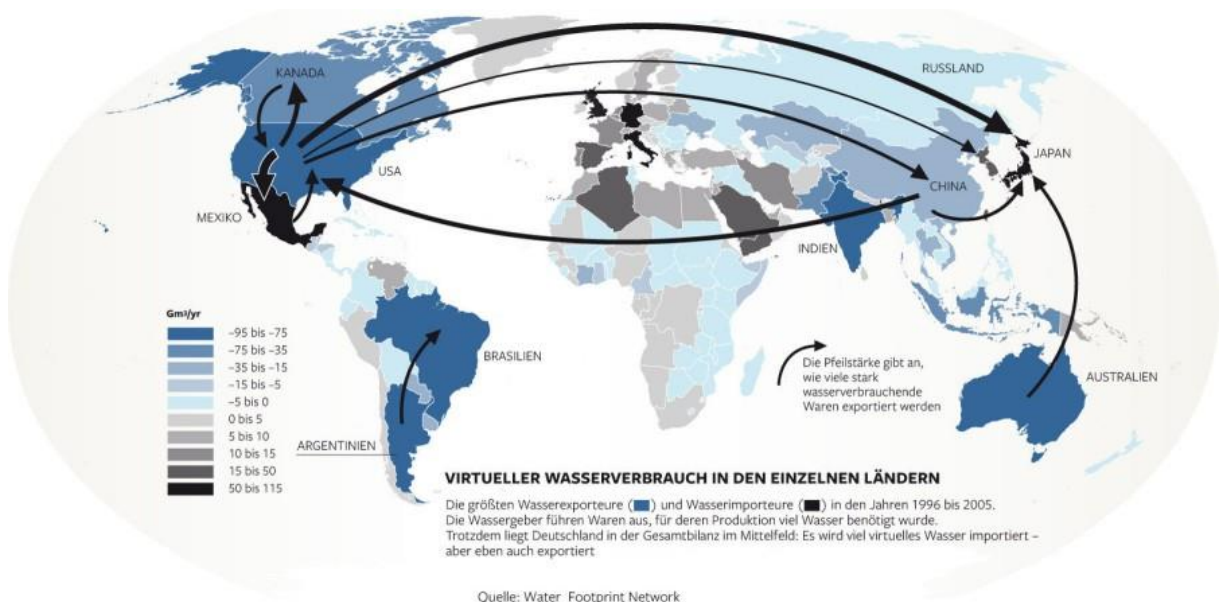 KANADA
RUSSLAND
USA
JAPAN
CHINA
MEXIKO
INDIEN
Gm³/yr
–95 bis –75
–75 bis –35
–35 bis –15
–15 bis –5
–5 bis 0
0 bis 5
5 bis 10
10 bis 15
15 bis 50
50 bis 115
BRASILIEN
Die Pfeilstärke gibt an,
wie viele stark
wasserverbrauchende
Waren exportiert werden
AUSTRALIEN
ARGENTINIEN
VIRTUELLER WASSERVERBRAUCH IN DEN EINZELNEN LÄNDERN
Die größten Wasserexporteure ( ) und Wasserimporteure ( ) in den Jahren 1996 bis 2005.
Die Wassergeber führen Waren aus, für deren Produktion viel Wasser benötigt wurde.
Trotzdem liegt Deutschland in der Gesamtbilanz im Mittelfeld: Es wird viel virtuelles Wasser importiert –
aber eben auch exportiert
Quelle: Water Footprint Network